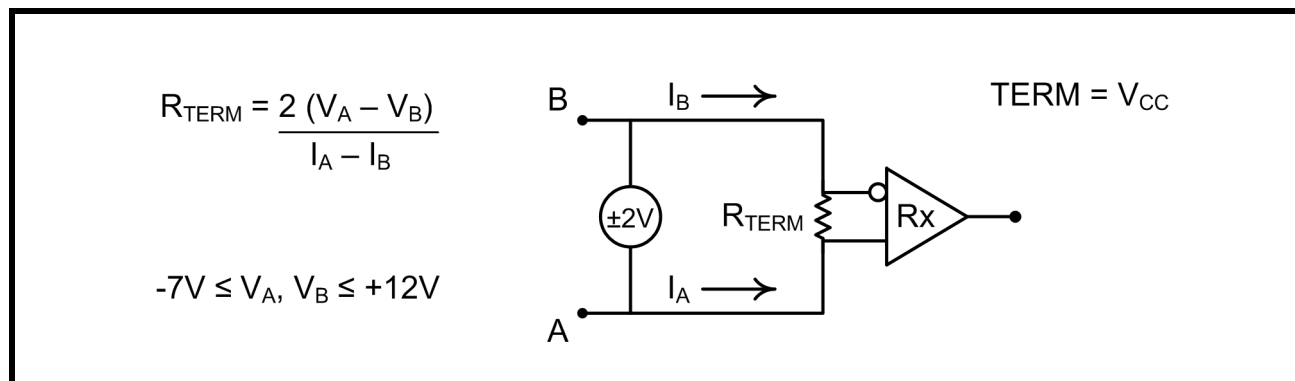 R_TERM = 2 (V_A – V_B)
I_A – I_B
-7V ≤ V_A, V_B ≤ +12V
B
I_B
±2V
R_TERM
Rx
I_A
A
TERM = V_CC